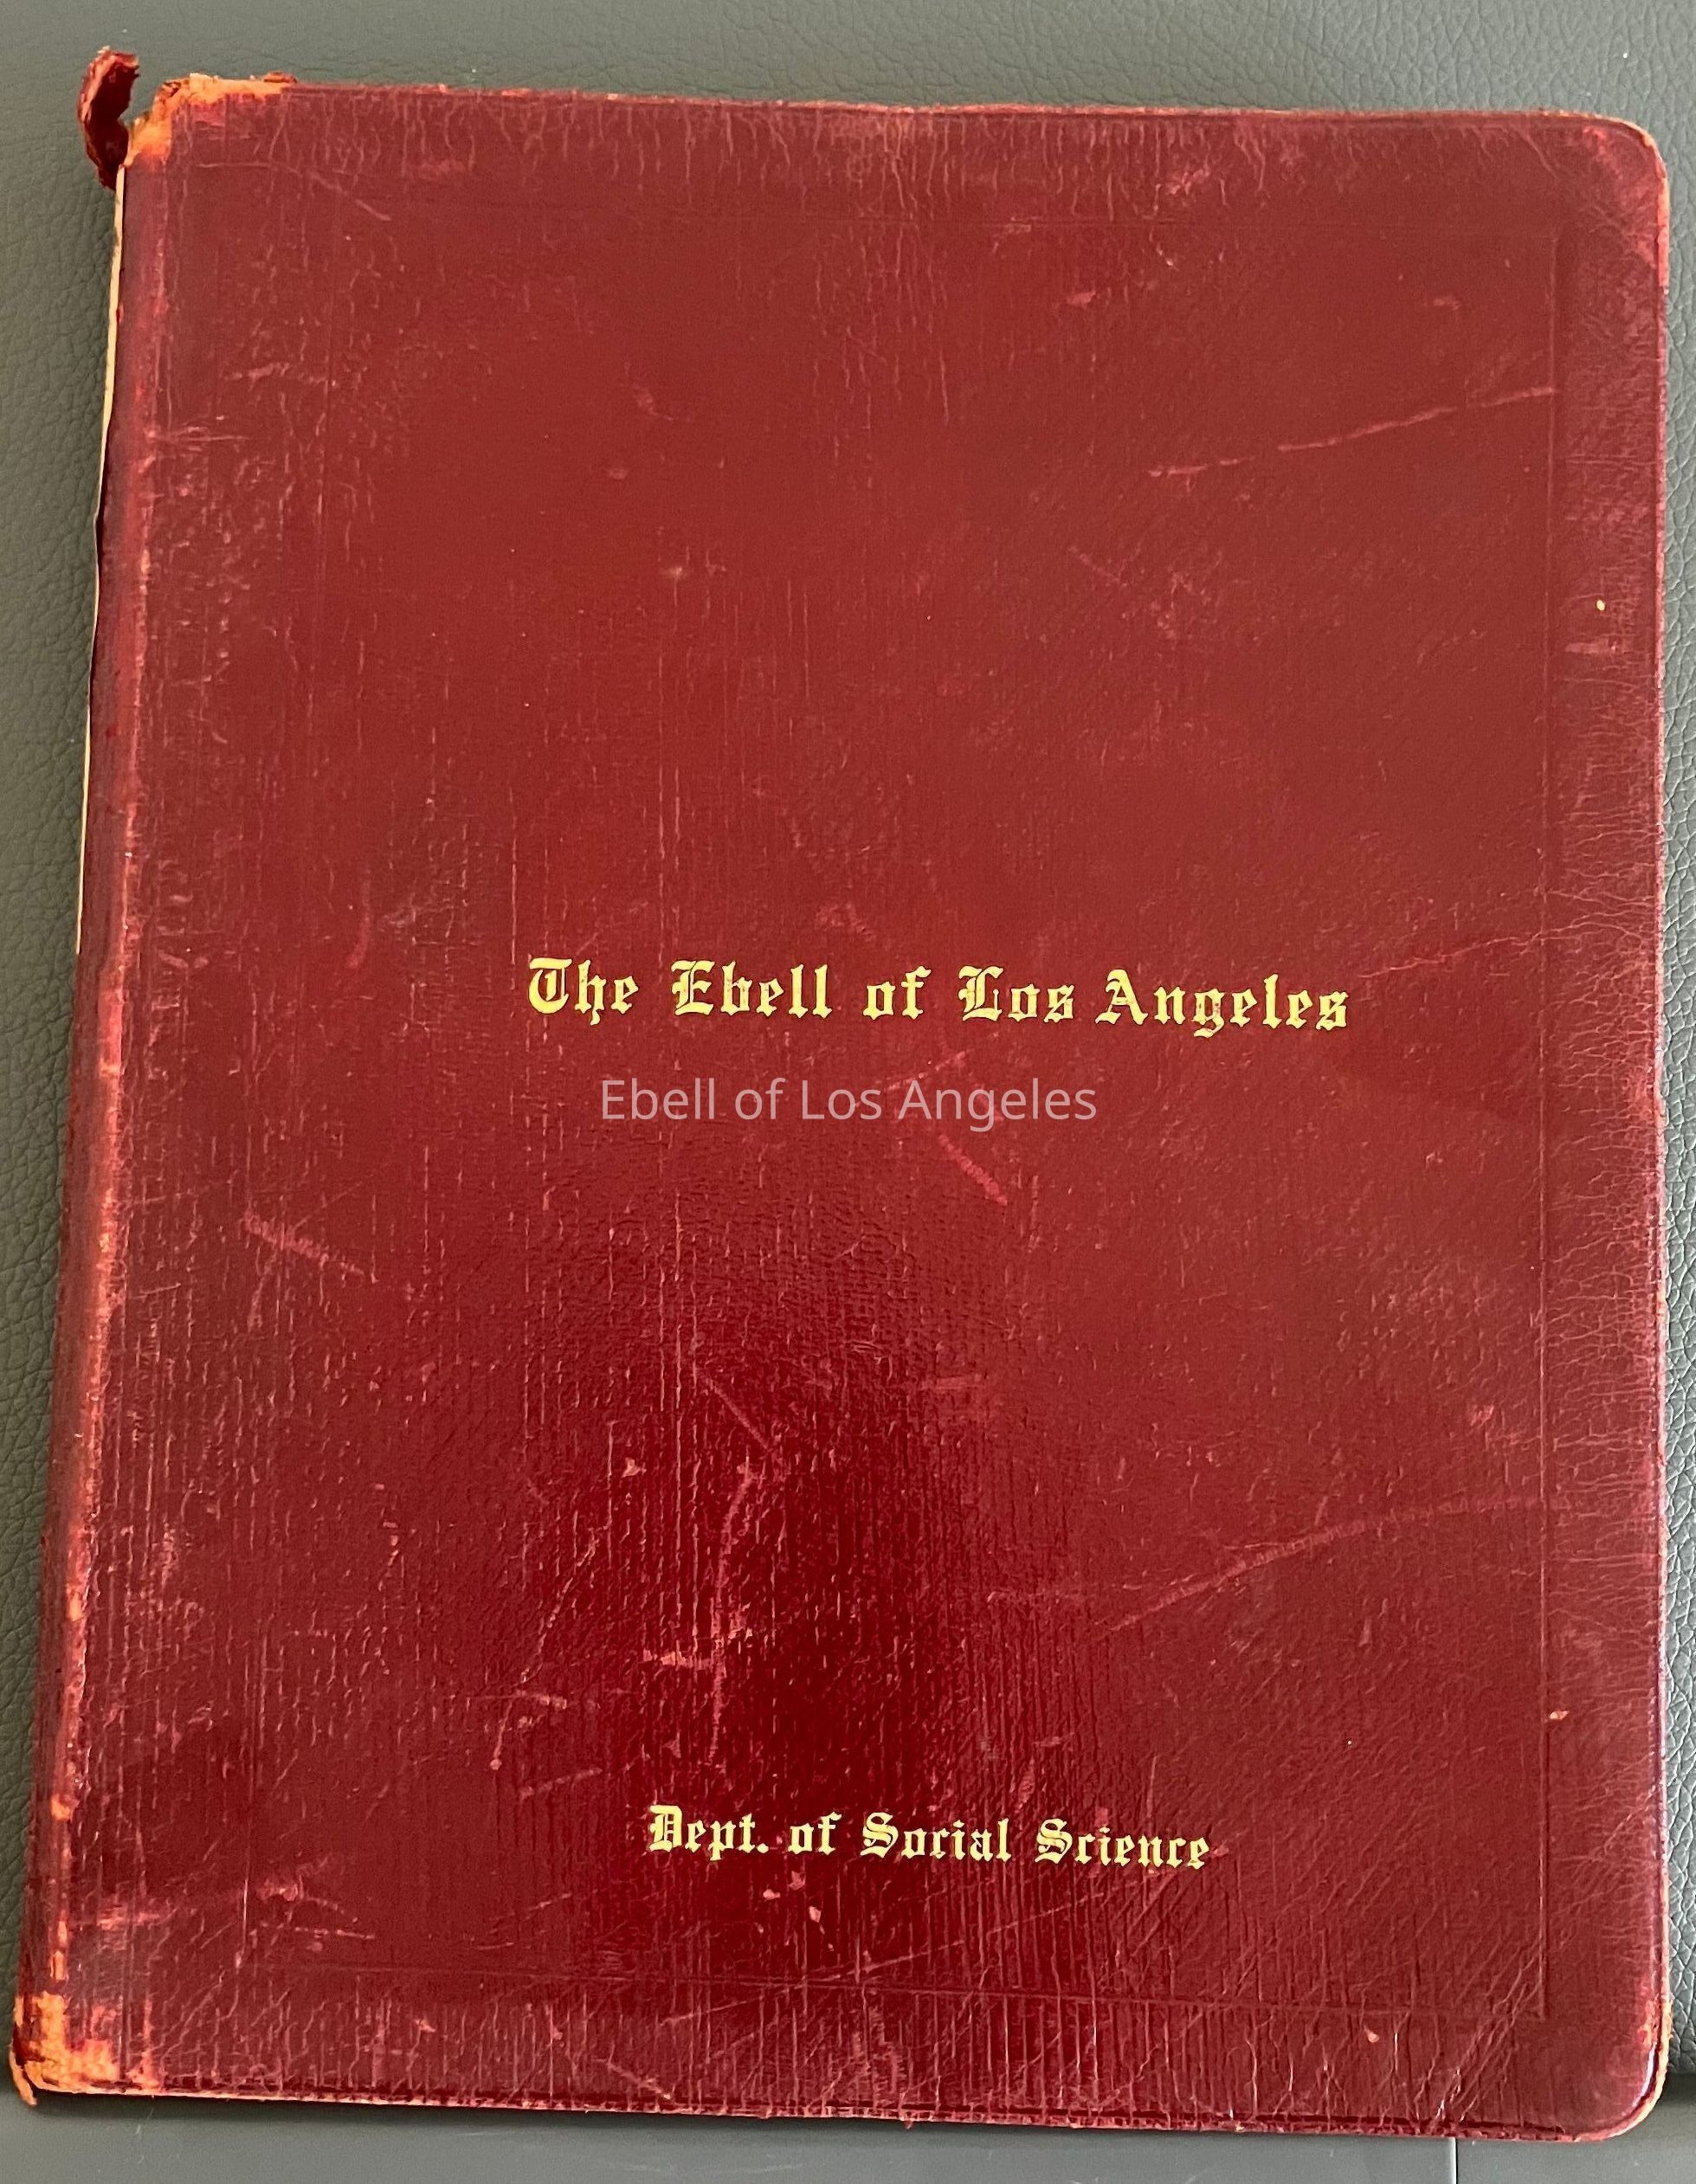 The Ebell of Los Angeles
Ebell of Los Angeles
Dept. of Social Science